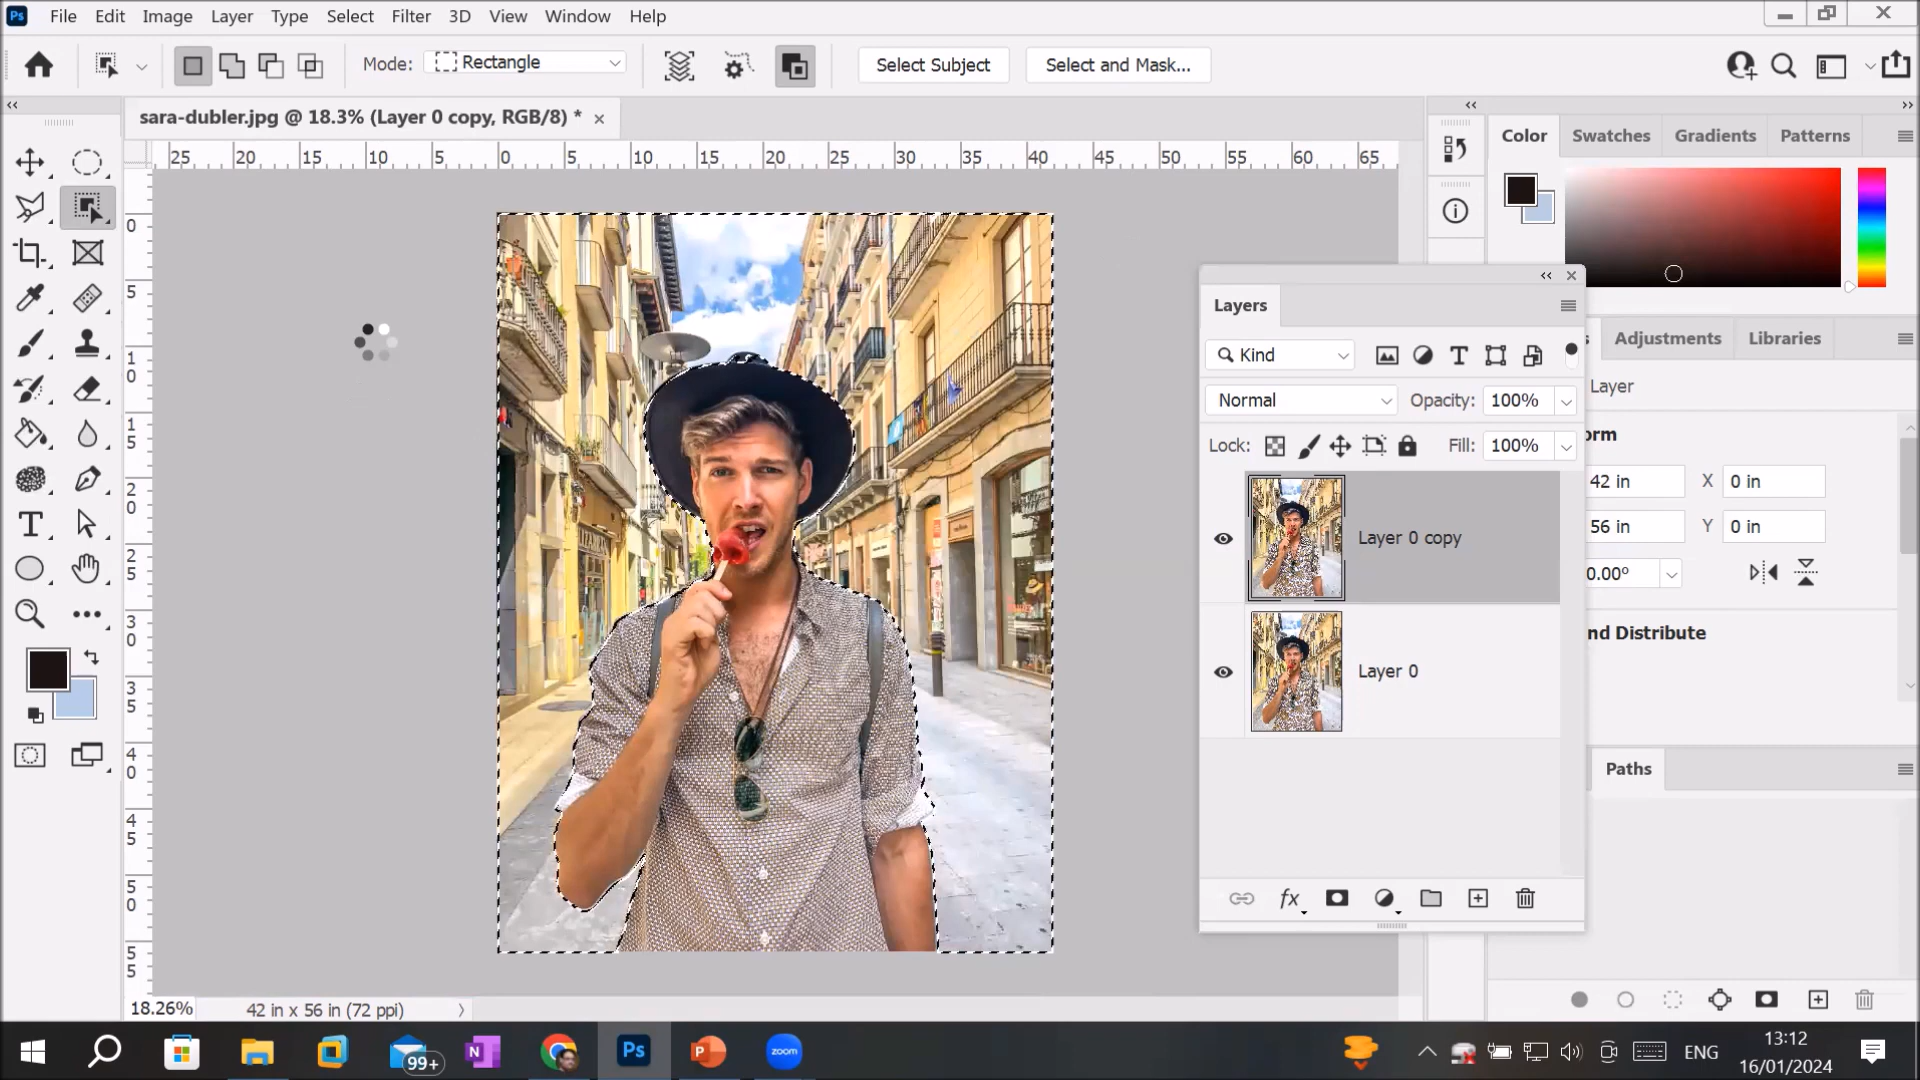 Ps File Edit Image Layer Type Select Filter 3D View Window Help
Mode: Rectangle Select Subject Select and Mask...
sara-dubler.jpg @ 18.3% (Layer 0 copy, RGB/8) * ×
25 20 15 10 5 0 5 10 15 20 25 30 35 40 45 50 55 60 65
0
5
10
15
20
25
30
35
40
45
50
55
Color Swatches Gradients Patterns
Layers
Kind
Normal Opacity: 100%
Lock: Fill: 100%
Layer 0 copy
Layer 0
fx
s Adjustments Libraries
Layer
orm
42 in X 0 in
56 in Y 0 in
0.00°
nd Distribute
Paths
18.26% 42 in x 56 in (72 ppi)
99+ N Ps P zoom
ENG
13:12
16/01/2024